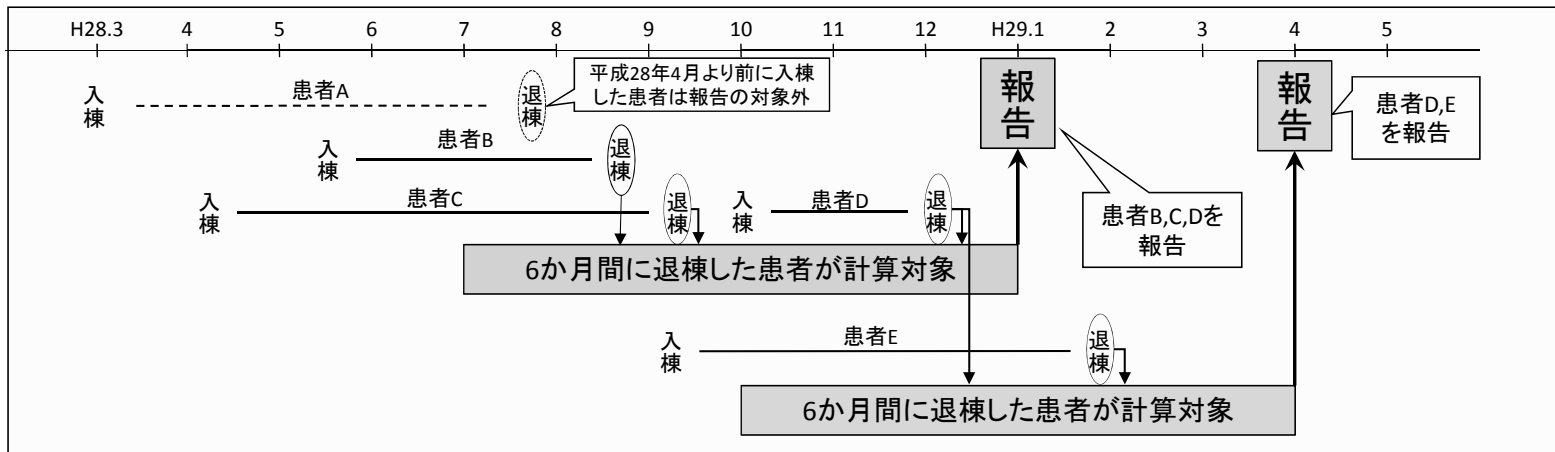 H28.3 4 5 6 7 8 9 10 11 12 H29.1 2 3 4 5
入棟
患者A
退棟
平成28年4月より前に入棟
した患者は報告の対象外
報告
報告
患者D,E
を報告
入棟
患者B
退棟
入棟
患者C
退棟
入棟
患者D
退棟
患者B,C,Dを
報告
6か月間に退棟した患者が計算対象
入棟
患者E
退棟
6か月間に退棟した患者が計算対象